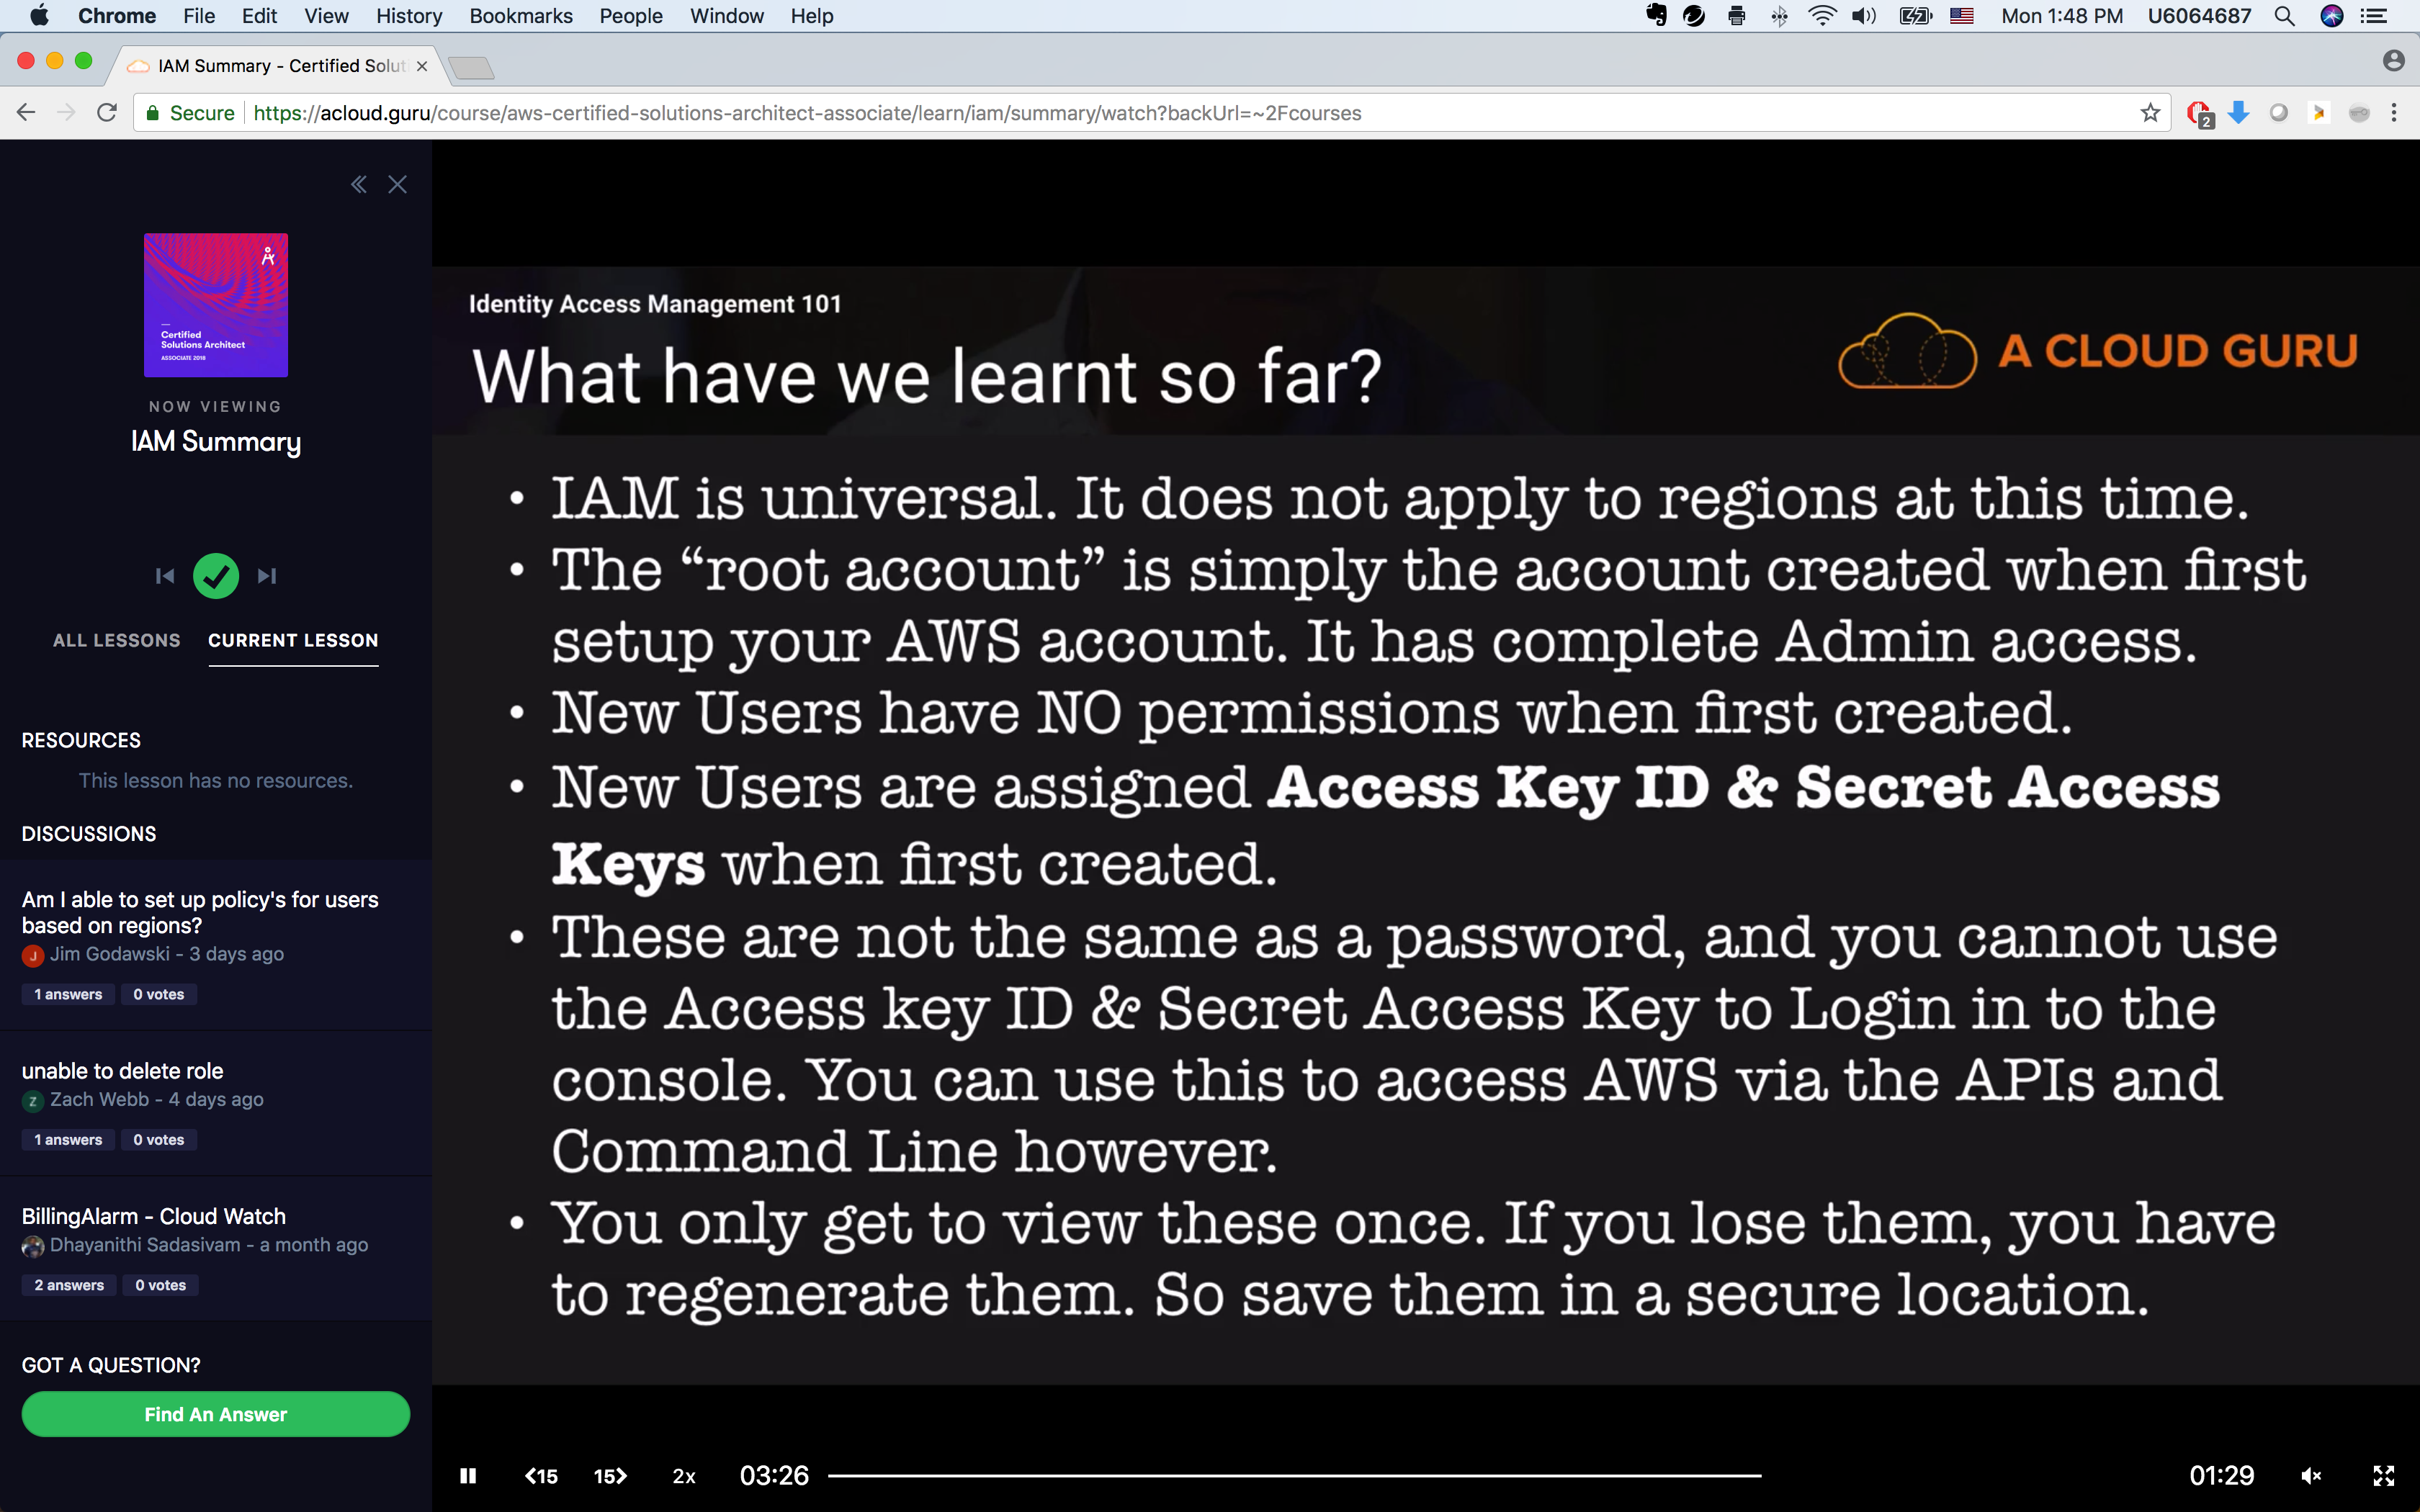 Chrome File Edit View History Bookmarks People Window Help Mon 1:48 PM U6064687
IAM Summary - Certified Solut
Secure https://acloud.guru/course/aws-certified-solutions-architect-associate/learn/iam/summary/watch?backUrl=~2Fcourses
2
Certified
Solutions Architect
ASSOCIATE 2018
NOW VIEWING
IAM Summary
ALL LESSONS CURRENT LESSON
RESOURCES
This lesson has no resources.
DISCUSSIONS
Am I able to set up policy's for users
based on regions?
J Jim Godawski - 3 days ago
1 answers 0 votes
unable to delete role
Z Zach Webb - 4 days ago
1 answers 0 votes
BillingAlarm - Cloud Watch
Dhayanithi Sadasivam - a month ago
2 answers 0 votes
GOT A QUESTION?
Find An Answer
Identity Access Management 101
What have we learnt so far?
A CLOUD GURU
• IAM is universal. It does not apply to regions at this time.
• The “root account” is simply the account created when first
setup your AWS account. It has complete Admin access.
• New Users have NO permissions when first created.
• New Users are assigned Access Key ID & Secret Access
Keys when first created.
• These are not the same as a password, and you cannot use
the Access key ID & Secret Access Key to Login in to the
console. You can use this to access AWS via the APIs and
Command Line however.
• You only get to view these once. If you lose them, you have
to regenerate them. So save them in a secure location.
15 15 2x 03:26 01:29